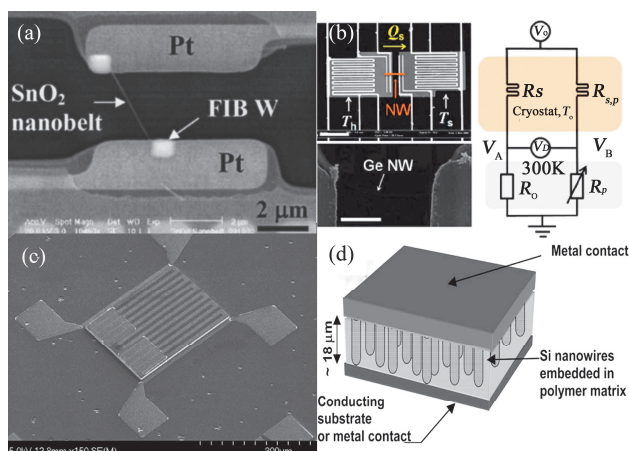 (a)
Pt
SnO₂
nanobelt
FIB W
Pt
2 μm
(b)
Qs
Th
NW
Ts
Ge NW
Vo
Rs
Rs,p
Cryostat, To
VA
VD
VB
300K
Ro
Rp
(c)
300μm
(d)
Metal contact
~ 18 μm
Si nanowires
embedded in
polymer matrix
Conducting
substrate
or metal contact